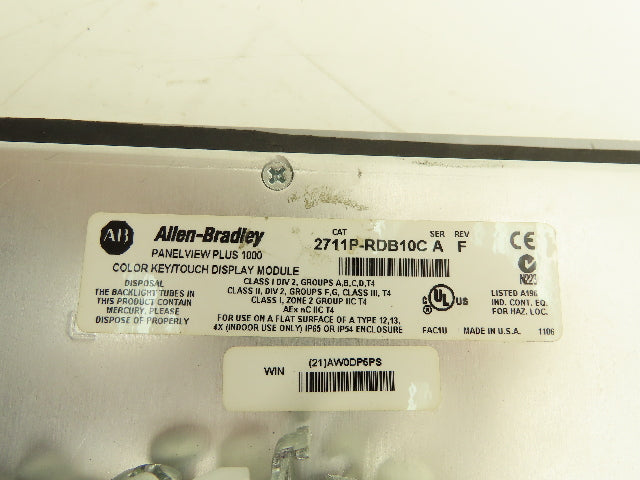 AB Allen-Bradley CAT SER REV
PANELVIEW PLUS 1000 2711P-RDB10C A F CE
COLOR KEY/TOUCH DISPLAY MODULE
DISPOSAL
THE BACKLIGHT TUBES IN
THIS PRODUCT CONTAIN
MERCURY. PLEASE
DISPOSE OF PROPERLY
CLASS I DIV 2, GROUPS A,B,C,D,T4
CLASS II, DIV 2, GROUPS F,G, CLASS III, T4
CLASS I, ZONE 2 GROUP IIC T4
AEx nC IIC T4
FOR USE ON A FLAT SURFACE OF A TYPE 12,13,
4X (INDOOR USE ONLY) IP65 OR IP54 ENCLOSURE
C UL US
N223
LISTED A196
IND. CONT. EQ.
FOR HAZ. LOC.
FAC1U MADE IN U.S.A. 1106
WIN (21)AW0DP6PS